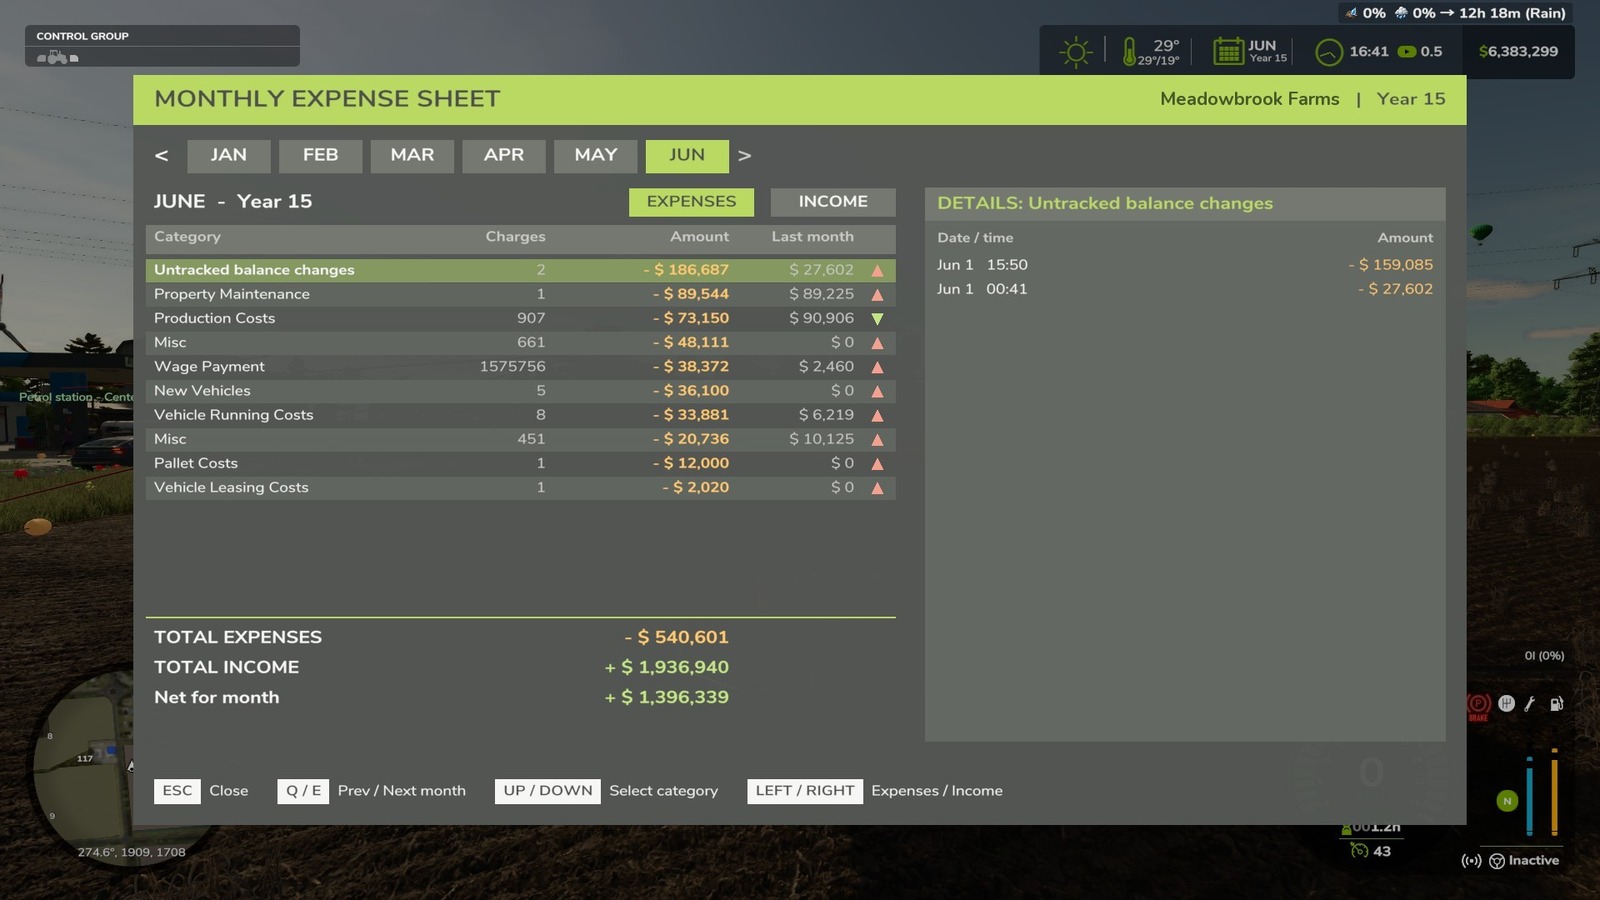 0% 0% → 12h 18m (Rain)
CONTROL GROUP
29° 29°/19° JUN Year 15 16:41 0.5 $6,383,299
MONTHLY EXPENSE SHEET Meadowbrook Farms | Year 15
< JAN FEB MAR APR MAY JUN >
JUNE - Year 15 EXPENSES INCOME
Category Charges Amount Last month
Untracked balance changes 2 - $ 186,687 $ 27,602 ▲
Property Maintenance 1 - $ 89,544 $ 89,225 ▲
Production Costs 907 - $ 73,150 $ 90,906 ▼
Misc 661 - $ 48,111 $ 0 ▲
Wage Payment 1575756 - $ 38,372 $ 2,460 ▲
New Vehicles 5 - $ 36,100 $ 0 ▲
Vehicle Running Costs 8 - $ 33,881 $ 6,219 ▲
Misc 451 - $ 20,736 $ 10,125 ▲
Pallet Costs 1 - $ 12,000 $ 0 ▲
Vehicle Leasing Costs 1 - $ 2,020 $ 0 ▲
TOTAL EXPENSES - $ 540,601
TOTAL INCOME + $ 1,936,940
Net for month + $ 1,396,339
DETAILS: Untracked balance changes
Date / time Amount
Jun 1 15:50 - $ 159,085
Jun 1 00:41 - $ 27,602
ESC Close Q / E Prev / Next month UP / DOWN Select category LEFT / RIGHT Expenses / Income
Petrol station - Cente
8
117
9
274.6°, 1909, 1708
0l (0%)
P
BRAKE
0
N
001.2h
43
Inactive